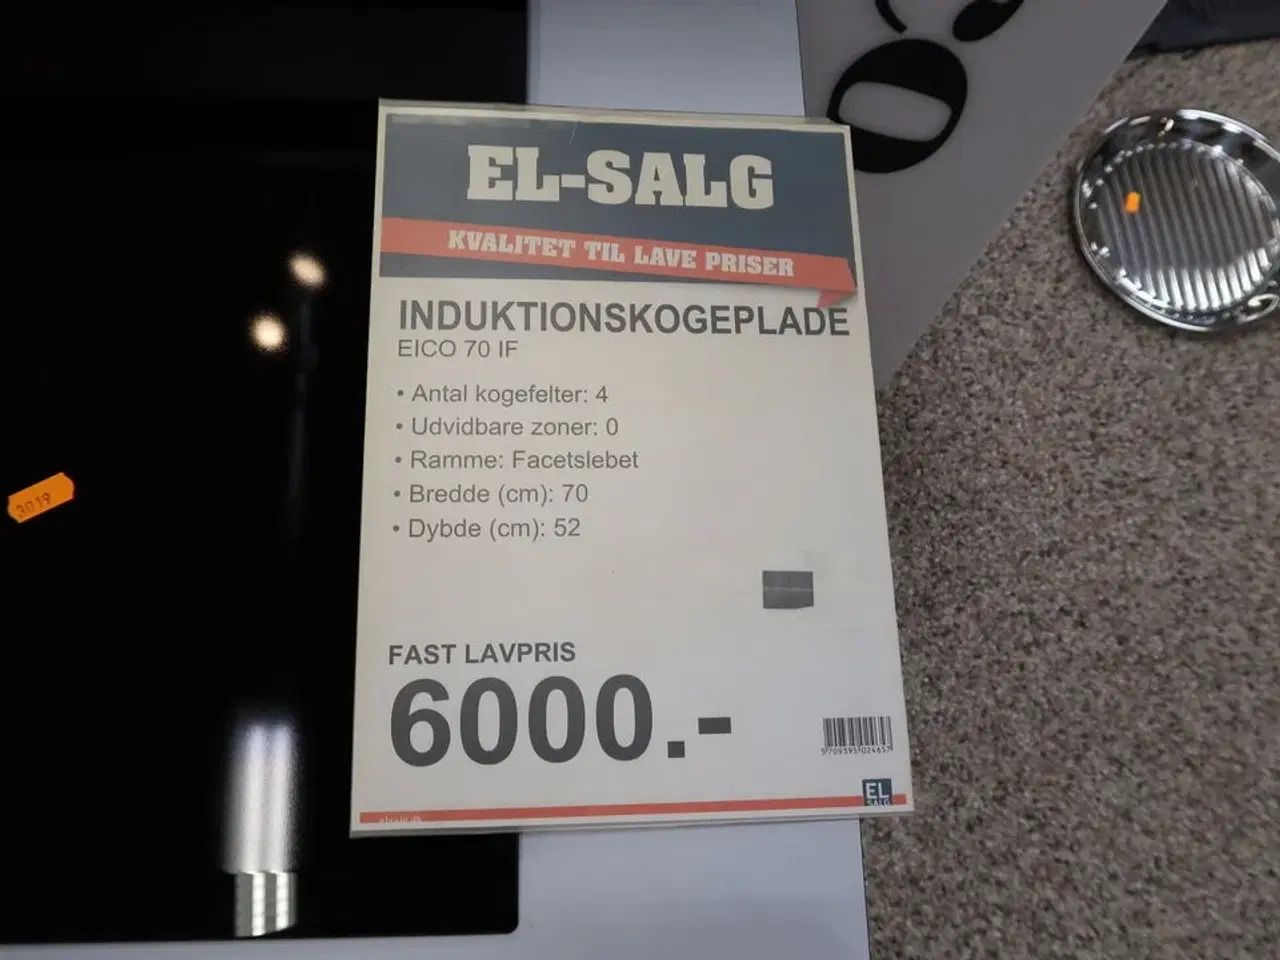 EL-SALG
KVALITET TIL LAVE PRISER
INDUKTIONSKOGEPLADE
EICO 70 IF
• Antal kogefelter: 4
• Udvidbare zoner: 0
• Ramme: Facetslebet
• Bredde (cm): 70
• Dybde (cm): 52
3019
FAST LAVPRIS
6000.-
5709595024657
EL
SALG